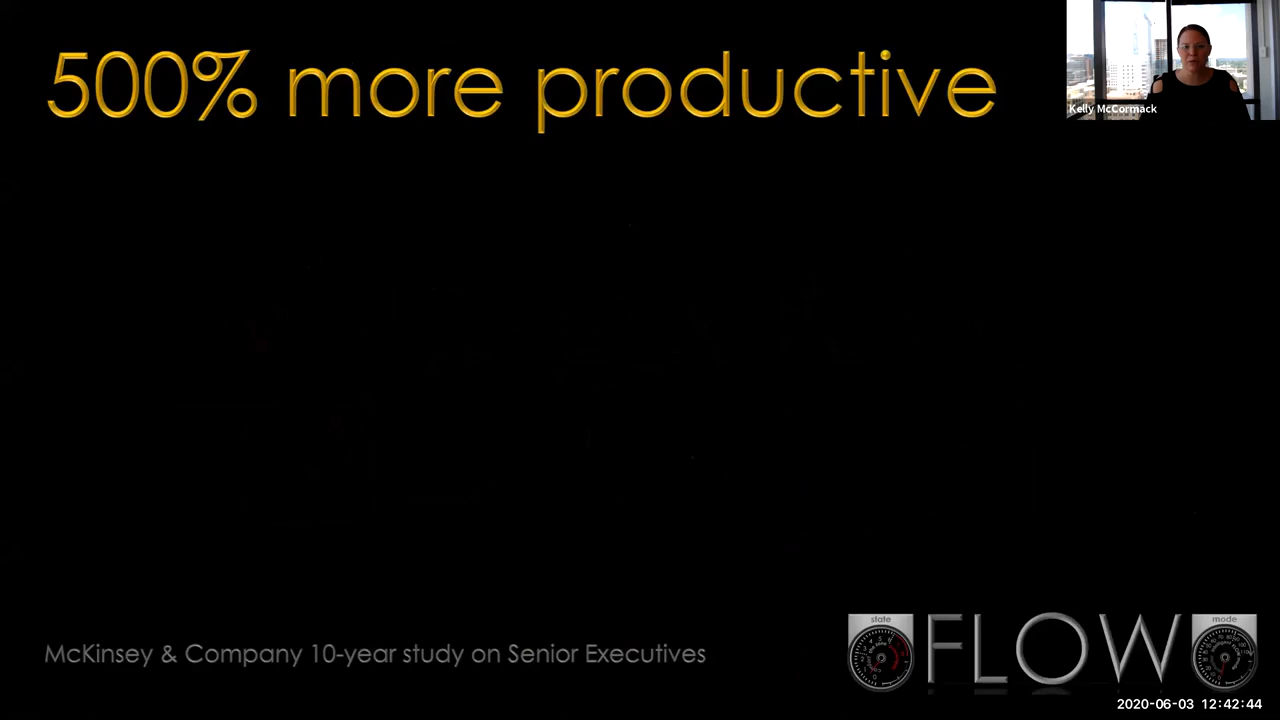 500% more productive
Kelly McCormack
McKinsey & Company 10-year study on Senior Executives
state
FLOW
mode
2020-06-03 12:42:44